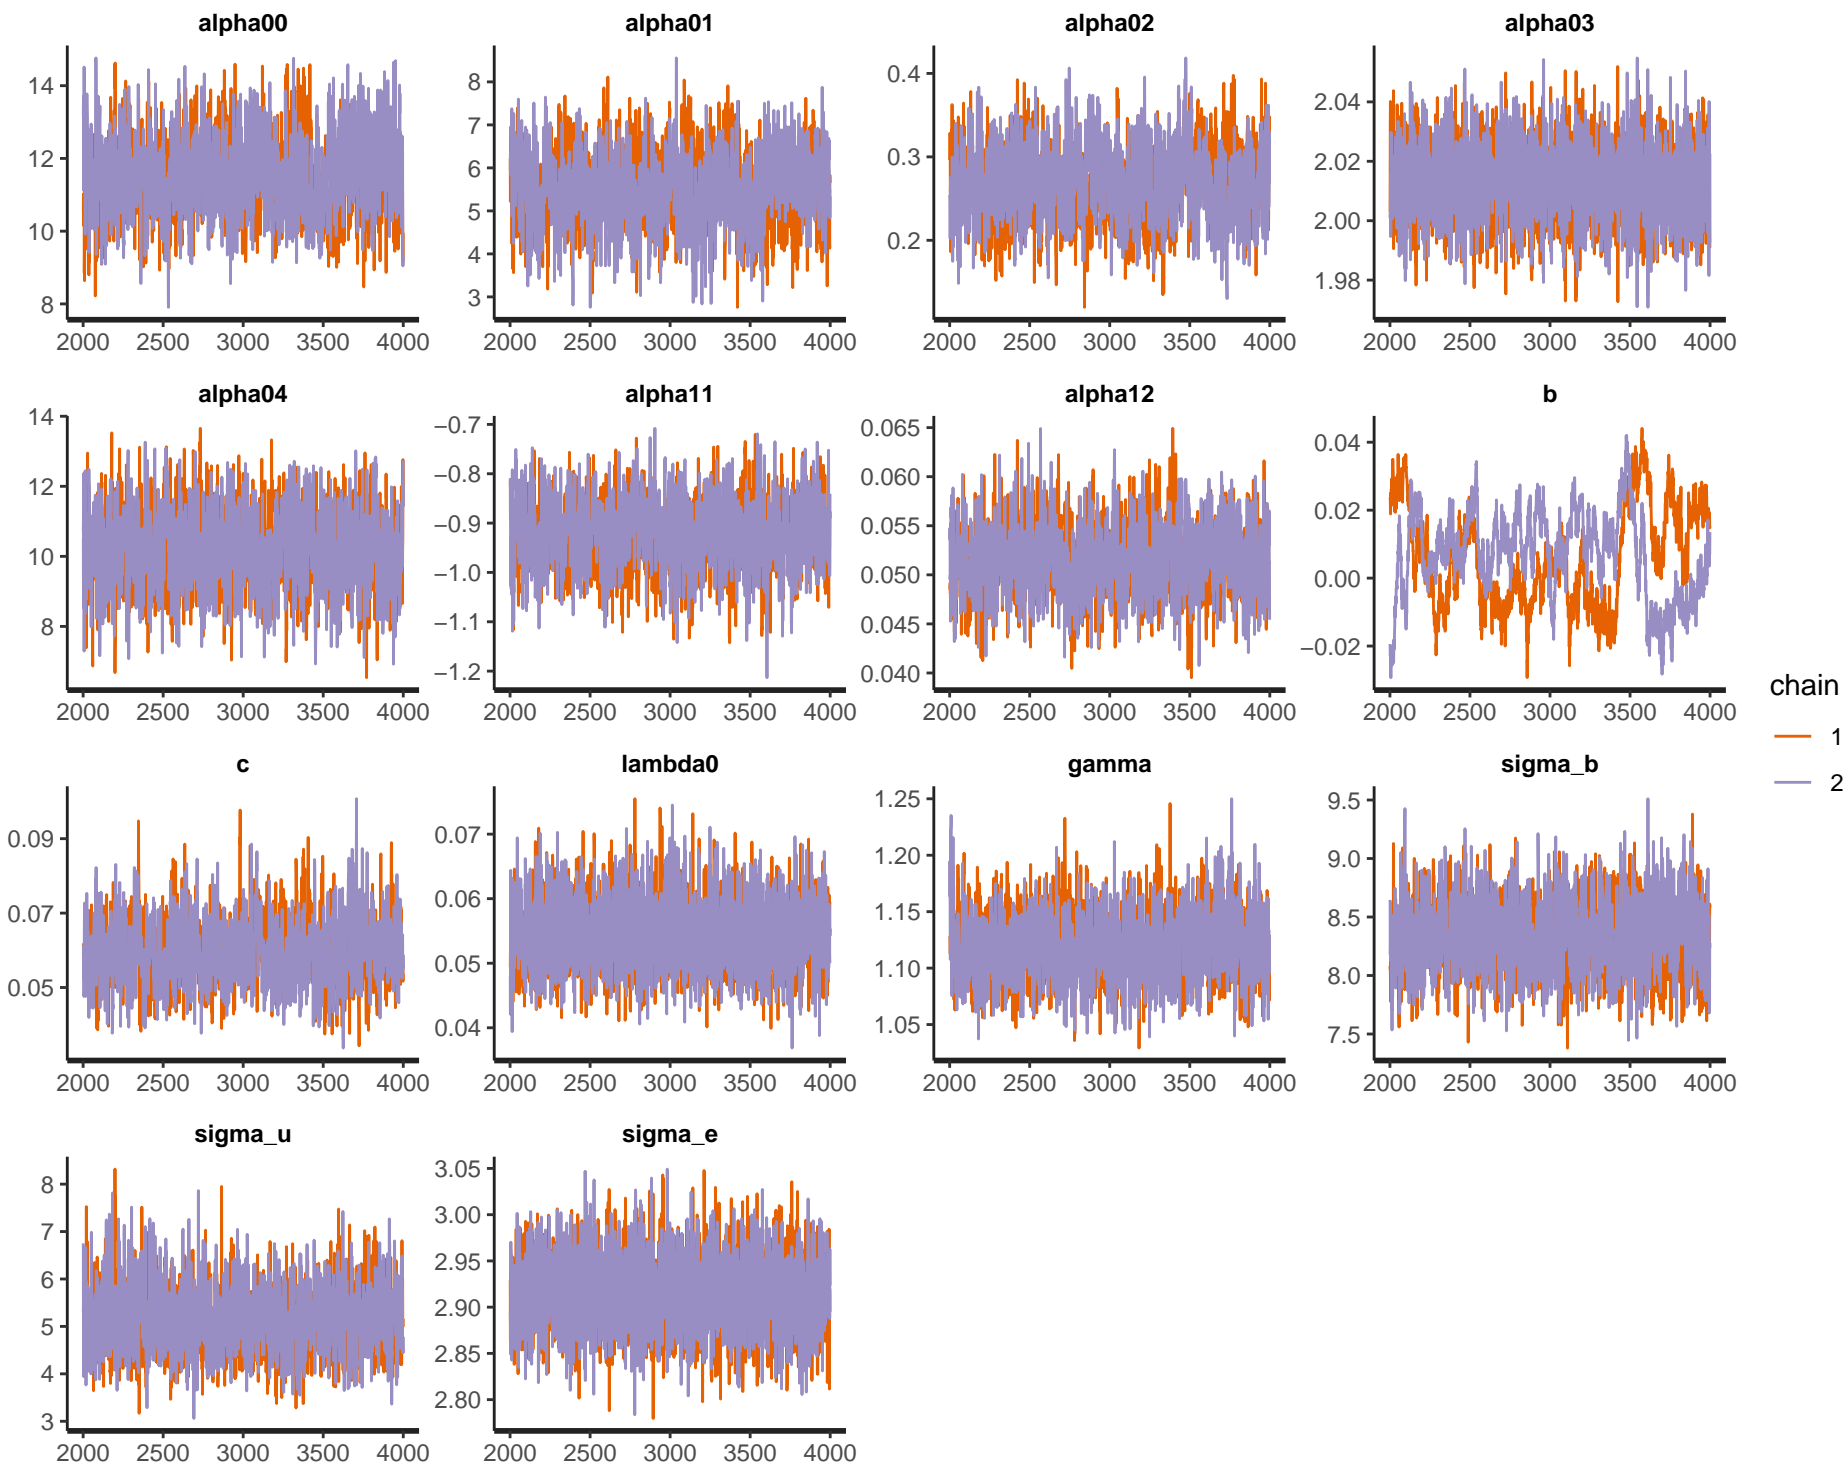 alpha00 alpha01 alpha02 alpha03
14 12 10 8
8 7 6 5 4 3
0.4 0.3 0.2
2.04 2.02 2.00 1.98
2000 2500 3000 3500 4000 2000 2500 3000 3500 4000 2000 2500 3000 3500 4000 2000 2500 3000 3500 4000
alpha04 alpha11 alpha12 b
14 12 10 8
−0.7 −0.8 −0.9 −1.0 −1.1 −1.2
0.065 0.060 0.055 0.050 0.045 0.040
0.04 0.02 0.00 −0.02
2000 2500 3000 3500 4000 2000 2500 3000 3500 4000 2000 2500 3000 3500 4000 2000 2500 3000 3500 4000
c lambda0 gamma sigma_b
0.09 0.07 0.05
0.07 0.06 0.05 0.04
1.25 1.20 1.15 1.10 1.05
9.5 9.0 8.5 8.0 7.5
2000 2500 3000 3500 4000 2000 2500 3000 3500 4000 2000 2500 3000 3500 4000 2000 2500 3000 3500 4000
sigma_u sigma_e
8 7 6 5 4 3
3.05 3.00 2.95 2.90 2.85 2.80
2000 2500 3000 3500 4000 2000 2500 3000 3500 4000
chain
1
2